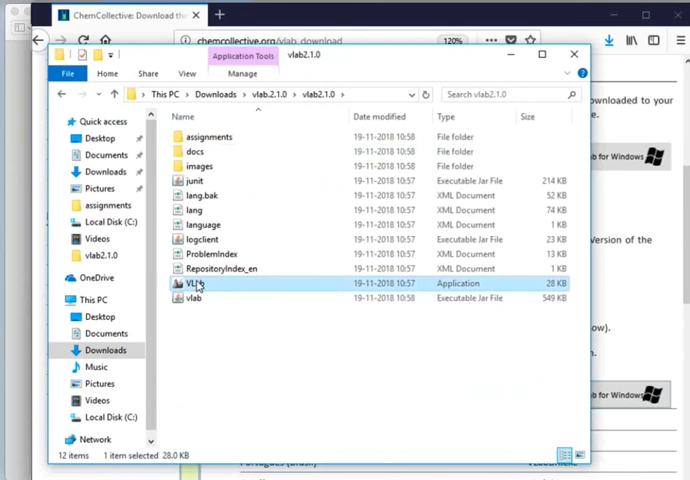 ChemCollective: Download the
chemcollective.org/vlab_download
120%
Application Tools
vlab2.1.0
File
Home
Share
View
Manage
This PC > Downloads > vlab.2.1.0 > vlab2.1.0 >
Search vlab2.1.0
Name
Date modified
Type
Size
Quick access
Desktop
Documents
Downloads
Pictures
assignments
Local Disk (C:)
Videos
vlab2.1.0
OneDrive
This PC
Desktop
Documents
Downloads
Music
Pictures
Videos
Local Disk (C:)
Network
assignments 19-11-2018 10:58 File folder
docs 19-11-2018 10:58 File folder
images 19-11-2018 10:58 File folder
junit 19-11-2018 10:57 Executable Jar File 214 KB
lang.bak 19-11-2018 10:57 XML Document 52 KB
lang 19-11-2018 10:57 XML Document 74 KB
language 19-11-2018 10:57 XML Document 1 KB
logclient 19-11-2018 10:57 Executable Jar File 23 KB
ProblemIndex 19-11-2018 10:57 XML Document 13 KB
RepositoryIndex_en 19-11-2018 10:57 XML Document 1 KB
VLab 19-11-2018 10:57 Application 28 KB
vlab 19-11-2018 10:58 Executable Jar File 549 KB
12 items 1 item selected 28.0 KB
ownloaded to your
ab for Windows
Version of the
ow).
n.
ab for Windows